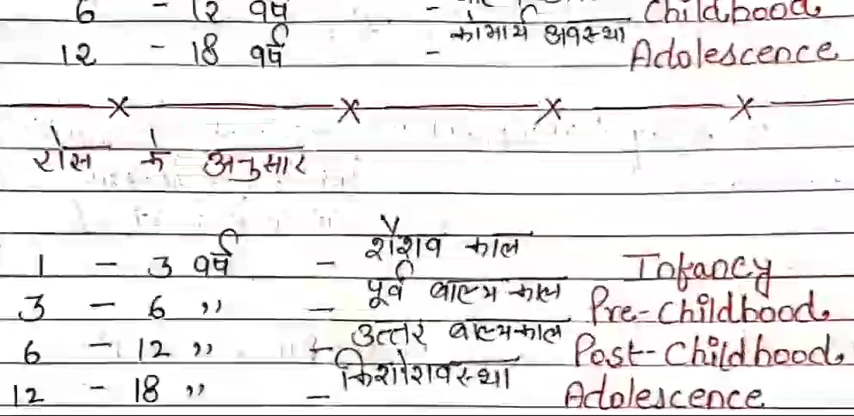 6 - 12 वर्ष - Childhood
12 - 18 वर्ष - कौमार्य अवस्था Adolescence
रोस के अनुसार
1 - 3 वर्ष - शैशव काल Infancy
3 - 6 ,, - पूर्व बाल्य काल Pre-Childhood
6 - 12 ,, - उत्तर बाल्यकाल Post-Childhood
12 - 18 ,, - किशोरावस्था Adolescence